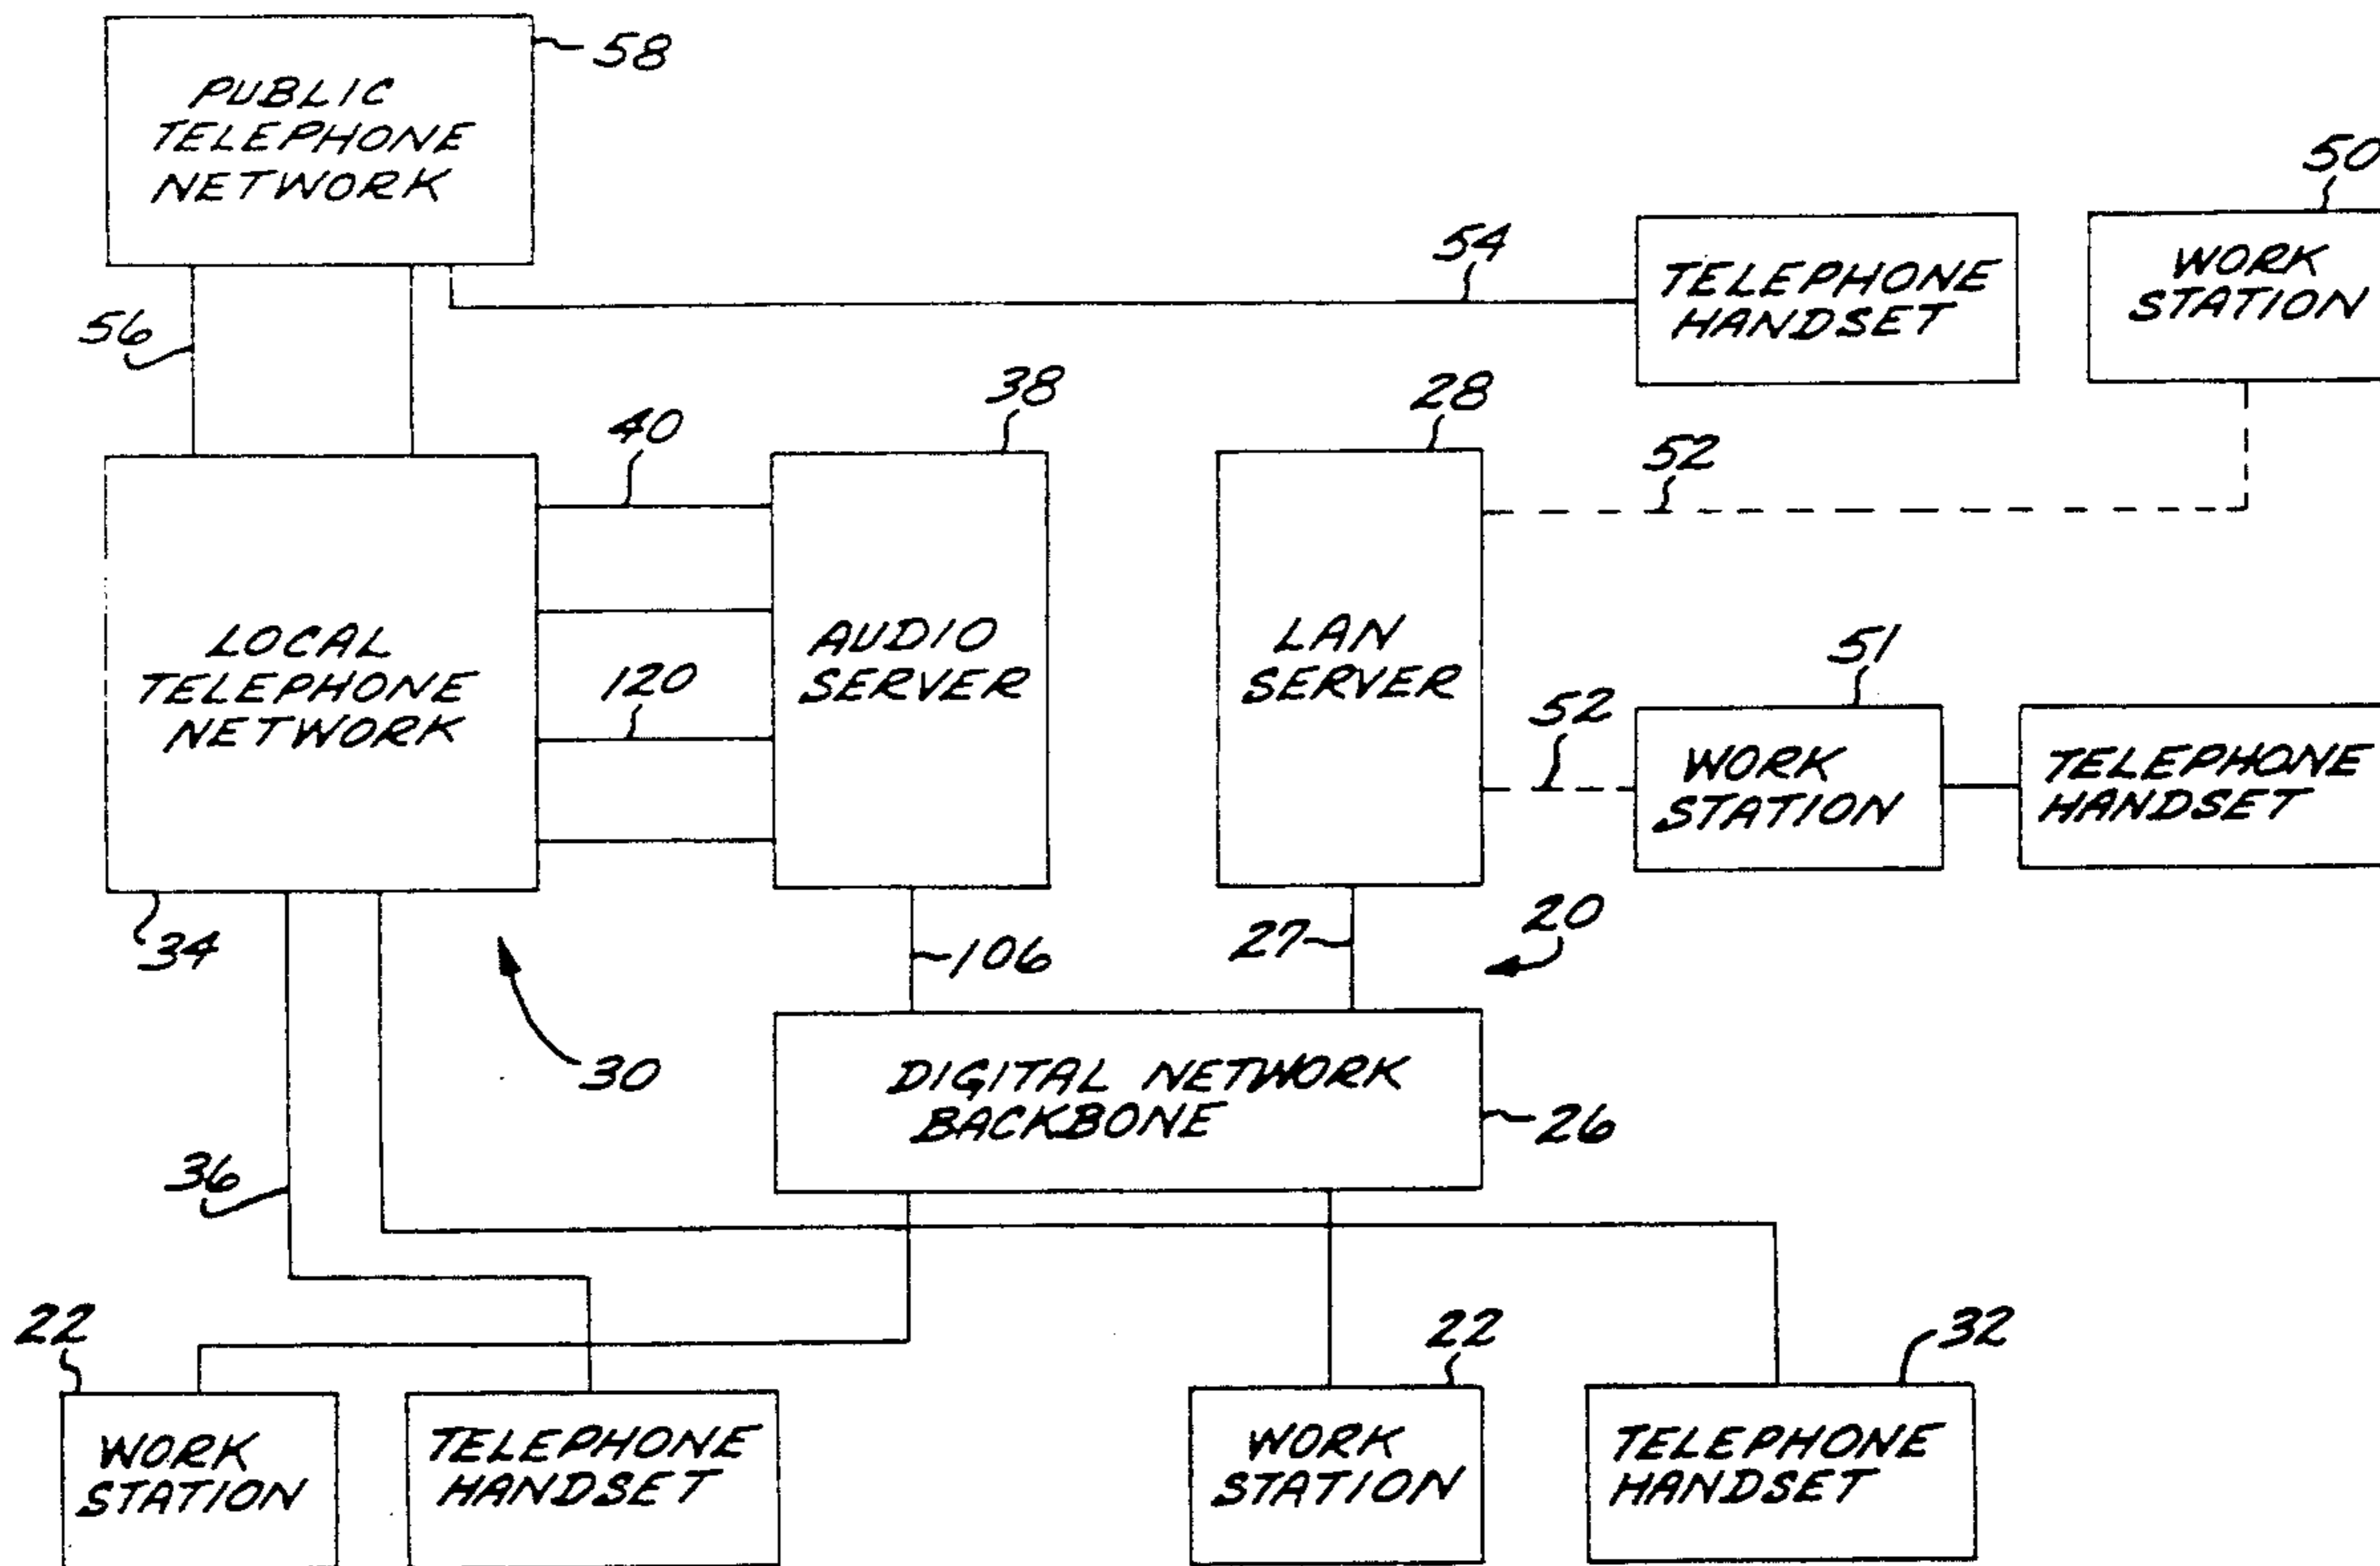 58
PUBLIC
TELEPHONE
NETWORK
50
54
TELEPHONE
HANDSET
WORK
STATION
56
40
38
28
52
LOCAL
TELEPHONE
NETWORK
120
AUDIO
SERVER
LAN
SERVER
51
52
WORK
STATION
TELEPHONE
HANDSET
34
30
106
27
20
DIGITAL NETWORK
BACKBONE
26
36
22
WORK
STATION
TELEPHONE
HANDSET
22
WORK
STATION
32
TELEPHONE
HANDSET